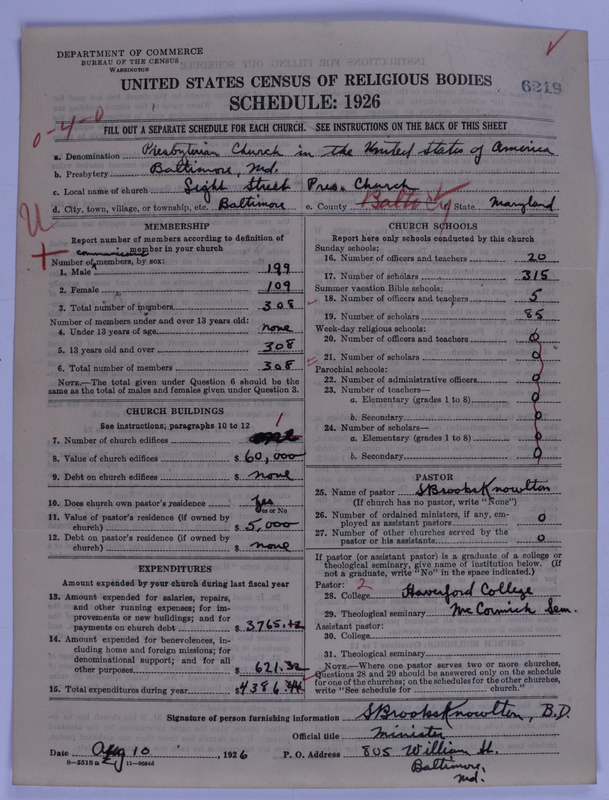 DEPARTMENT OF COMMERCE
BUREAU OF THE CENSUS
WASHINGTON
UNITED STATES CENSUS OF RELIGIOUS BODIES
6219
SCHEDULE: 1926
0-4-0
FILL OUT A SEPARATE SCHEDULE FOR EACH CHURCH. SEE INSTRUCTIONS ON THE BACK OF THIS SHEET
a. Denomination Presbyterian Church in the United States of America
b. Presbytery Baltimore, Md.
c. Local name of church Light Street Pres. Church
d. City, town, village, or township, etc. Baltimore e. County Balto City State Maryland
U
MEMBERSHIP
Report number of members according to definition of
member in your church
communicant
Number of members, by sex:
1. Male 199
2. Female 109
3. Total number of members 308
Number of members under and over 13 years old:
4. Under 13 years of age none
5. 13 years old and over 308
6. Total number of members 308
NOTE.—The total given under Question 6 should be
the same as the total of males and females given under Question 3.
CHURCH BUILDINGS
See instructions; paragraphs 10 to 12
1
7. Number of church edifices
8. Value of church edifices $ 60,000
9. Debt on church edifices $ none
10. Does church own pastor's residence Yes
Yes or No
11. Value of pastor's residence (if owned by
church) $ 5,000
12. Debt on pastor's residence (if owned by
church) $ none
EXPENDITURES
Amount expended by your church during last fiscal year
13. Amount expended for salaries, repairs,
and other running expenses; for im-
provements or new buildings; and for
payments on church debt $ 3765.12
14. Amount expended for benevolences, in-
cluding home and foreign missions; for
denominational support; and for all
other purposes $ 621.32
15. Total expenditures during year $ 4386.44
CHURCH SCHOOLS
Report here only schools conducted by this church
Sunday schools:
16. Number of officers and teachers 20
17. Number of scholars 315
Summer vacation Bible schools:
18. Number of officers and teachers 5
19. Number of scholars 85
Week-day religious schools:
20. Number of officers and teachers 0
21. Number of scholars 0
Parochial schools:
22. Number of administrative officers 0
23. Number of teachers—
a. Elementary (grades 1 to 8) 0
b. Secondary 0
24. Number of scholars—
a. Elementary (grades 1 to 8) 0
b. Secondary 0
PASTOR
25. Name of pastor S Brooks Knowlton
(If church has no pastor, write "None")
26. Number of ordained ministers, if any, em-
ployed as assistant pastors 0
27. Number of other churches served by the
pastor or his assistants 0
If pastor (or assistant pastor) is a graduate of a college or
theological seminary, give name of institution below. (If
not a graduate, write "No" in the space indicated.)
Pastor: 2
28. College Haverford College
29. Theological seminary McCormick Sem.
Assistant pastor:
30. College
31. Theological seminary
NOTE.—Where one pastor serves two or more churches,
Questions 28 and 29 should be answered only on the schedule
for one of the churches; on the schedules for the other churches,
write "See schedule for church."
Signature of person furnishing information S Brooks Knowlton, B.D.
Official title Minister
Date Aug 10, 1926 P. O. Address 805 William St.
Baltimore,
Md.